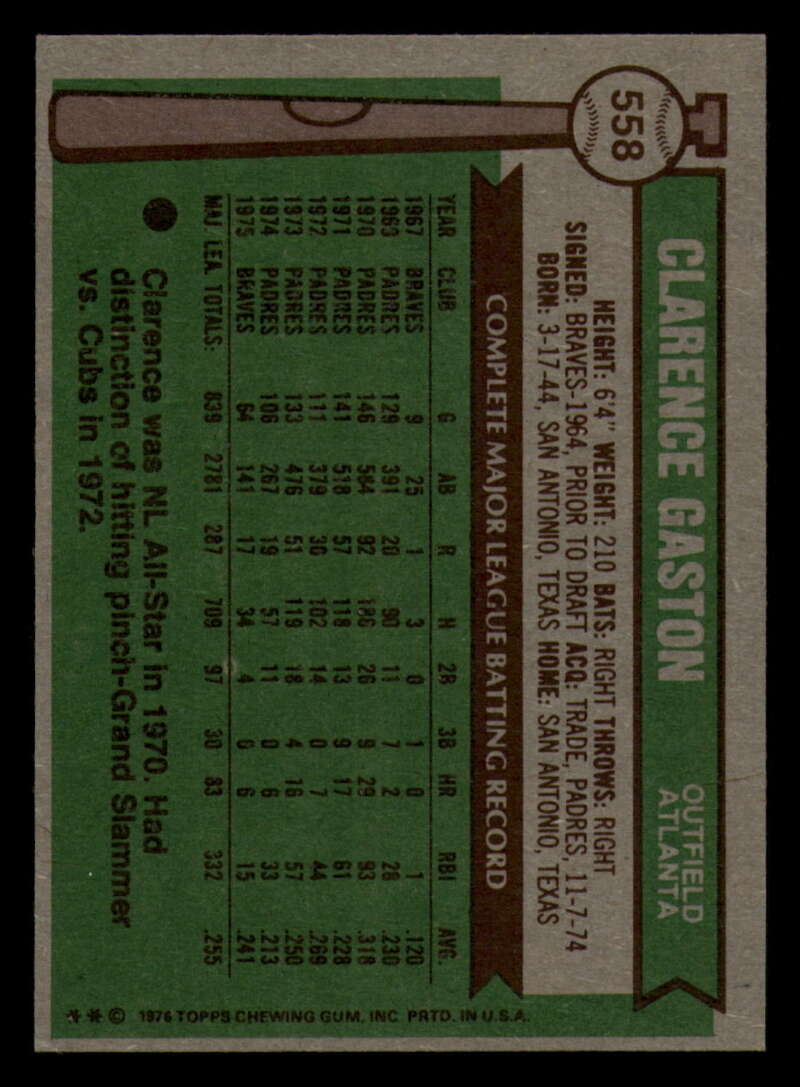 558
CLARENCE GASTON
OUTFIELD
ATLANTA
HEIGHT: 6'4" WEIGHT: 210 BATS: RIGHT THROWS: RIGHT
SIGNED: BRAVES-1964, PRIOR TO DRAFT ACQ: TRADE, PADRES, 11-7-74
BORN: 3-17-44, SAN ANTONIO, TEXAS HOME: SAN ANTONIO, TEXAS
COMPLETE MAJOR LEAGUE BATTING RECORD
YEAR CLUB G AB R H 2B 3B HR RBI AVG.
1967 BRAVES 9 25 1 3 0 1 0 1 .120
1969 PADRES 129 391 20 90 11 7 2 28 .230
1970 PADRES 146 584 92 186 26 9 29 93 .318
1971 PADRES 141 518 57 118 13 9 17 61 .228
1972 PADRES 111 379 30 102 14 0 7 44 .269
1973 PADRES 133 476 51 119 18 4 16 57 .250
1974 PADRES 106 267 19 57 11 0 6 33 .213
1975 BRAVES 64 141 17 34 4 0 6 15 .241
MAJ. LEA. TOTALS: 839 2781 287 709 97 30 83 332 .255
Clarence was NL All-Star in 1970. Had
distinction of hitting pinch-Grand Slammer
vs. Cubs in 1972.
* * © 1976 TOPPS CHEWING GUM, INC. PRTD. IN U.S.A.